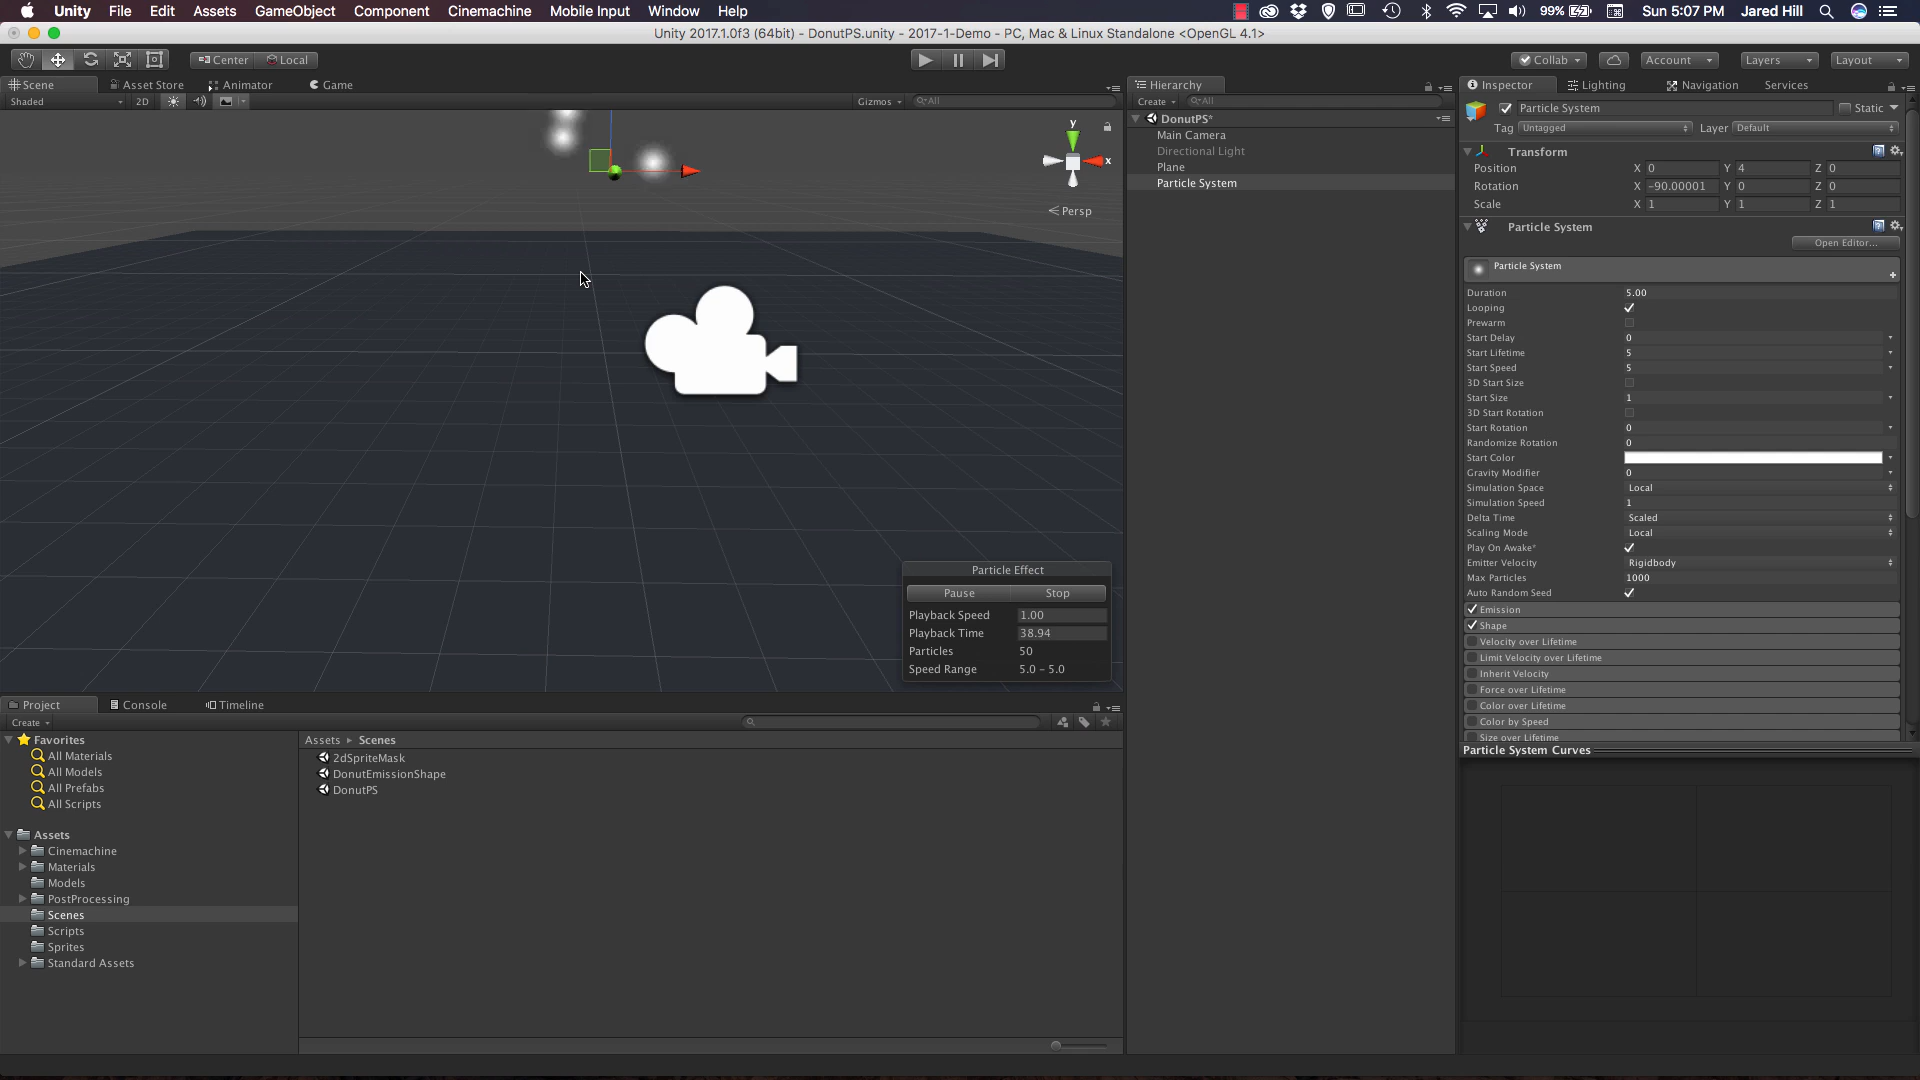 Unity File Edit Assets GameObject Component Cinemachine Mobile Input Window Help 99% Sun 5:07 PM Jared Hill
Unity 2017.1.0f3 (64bit) - DonutPS.unity - 2017-1-Demo - PC, Mac & Linux Standalone <OpenGL 4.1>
Center Local Collab Account Layers Layout
Scene Asset Store Animator Game
Shaded 2D Gizmos All
y
x
Persp
Particle Effect
Pause Stop
Playback Speed 1.00
Playback Time 38.94
Particles 50
Speed Range 5.0 – 5.0
Hierarchy
Create All
DonutPS*
Main Camera
Directional Light
Plane
Particle System
Inspector Lighting Navigation Services
Particle System Static
Tag Untagged Layer Default
Transform
Position X 0 Y 4 Z 0
Rotation X -90.00001 Y 0 Z 0
Scale X 1 Y 1 Z 1
Particle System
Open Editor...
Particle System
Duration 5.00
Looping
Prewarm
Start Delay 0
Start Lifetime 5
Start Speed 5
3D Start Size
Start Size 1
3D Start Rotation
Start Rotation 0
Randomize Rotation 0
Start Color
Gravity Modifier 0
Simulation Space Local
Simulation Speed 1
Delta Time Scaled
Scaling Mode Local
Play On Awake*
Emitter Velocity Rigidbody
Max Particles 1000
Auto Random Seed
Emission
Shape
Velocity over Lifetime
Limit Velocity over Lifetime
Inherit Velocity
Force over Lifetime
Color over Lifetime
Color by Speed
Size over Lifetime
Particle System Curves
Project Console Timeline
Create
Favorites
All Materials
All Models
All Prefabs
All Scripts
Assets
Cinemachine
Materials
Models
PostProcessing
Scenes
Scripts
Sprites
Standard Assets
Assets Scenes
2dSpriteMask
DonutEmissionShape
DonutPS